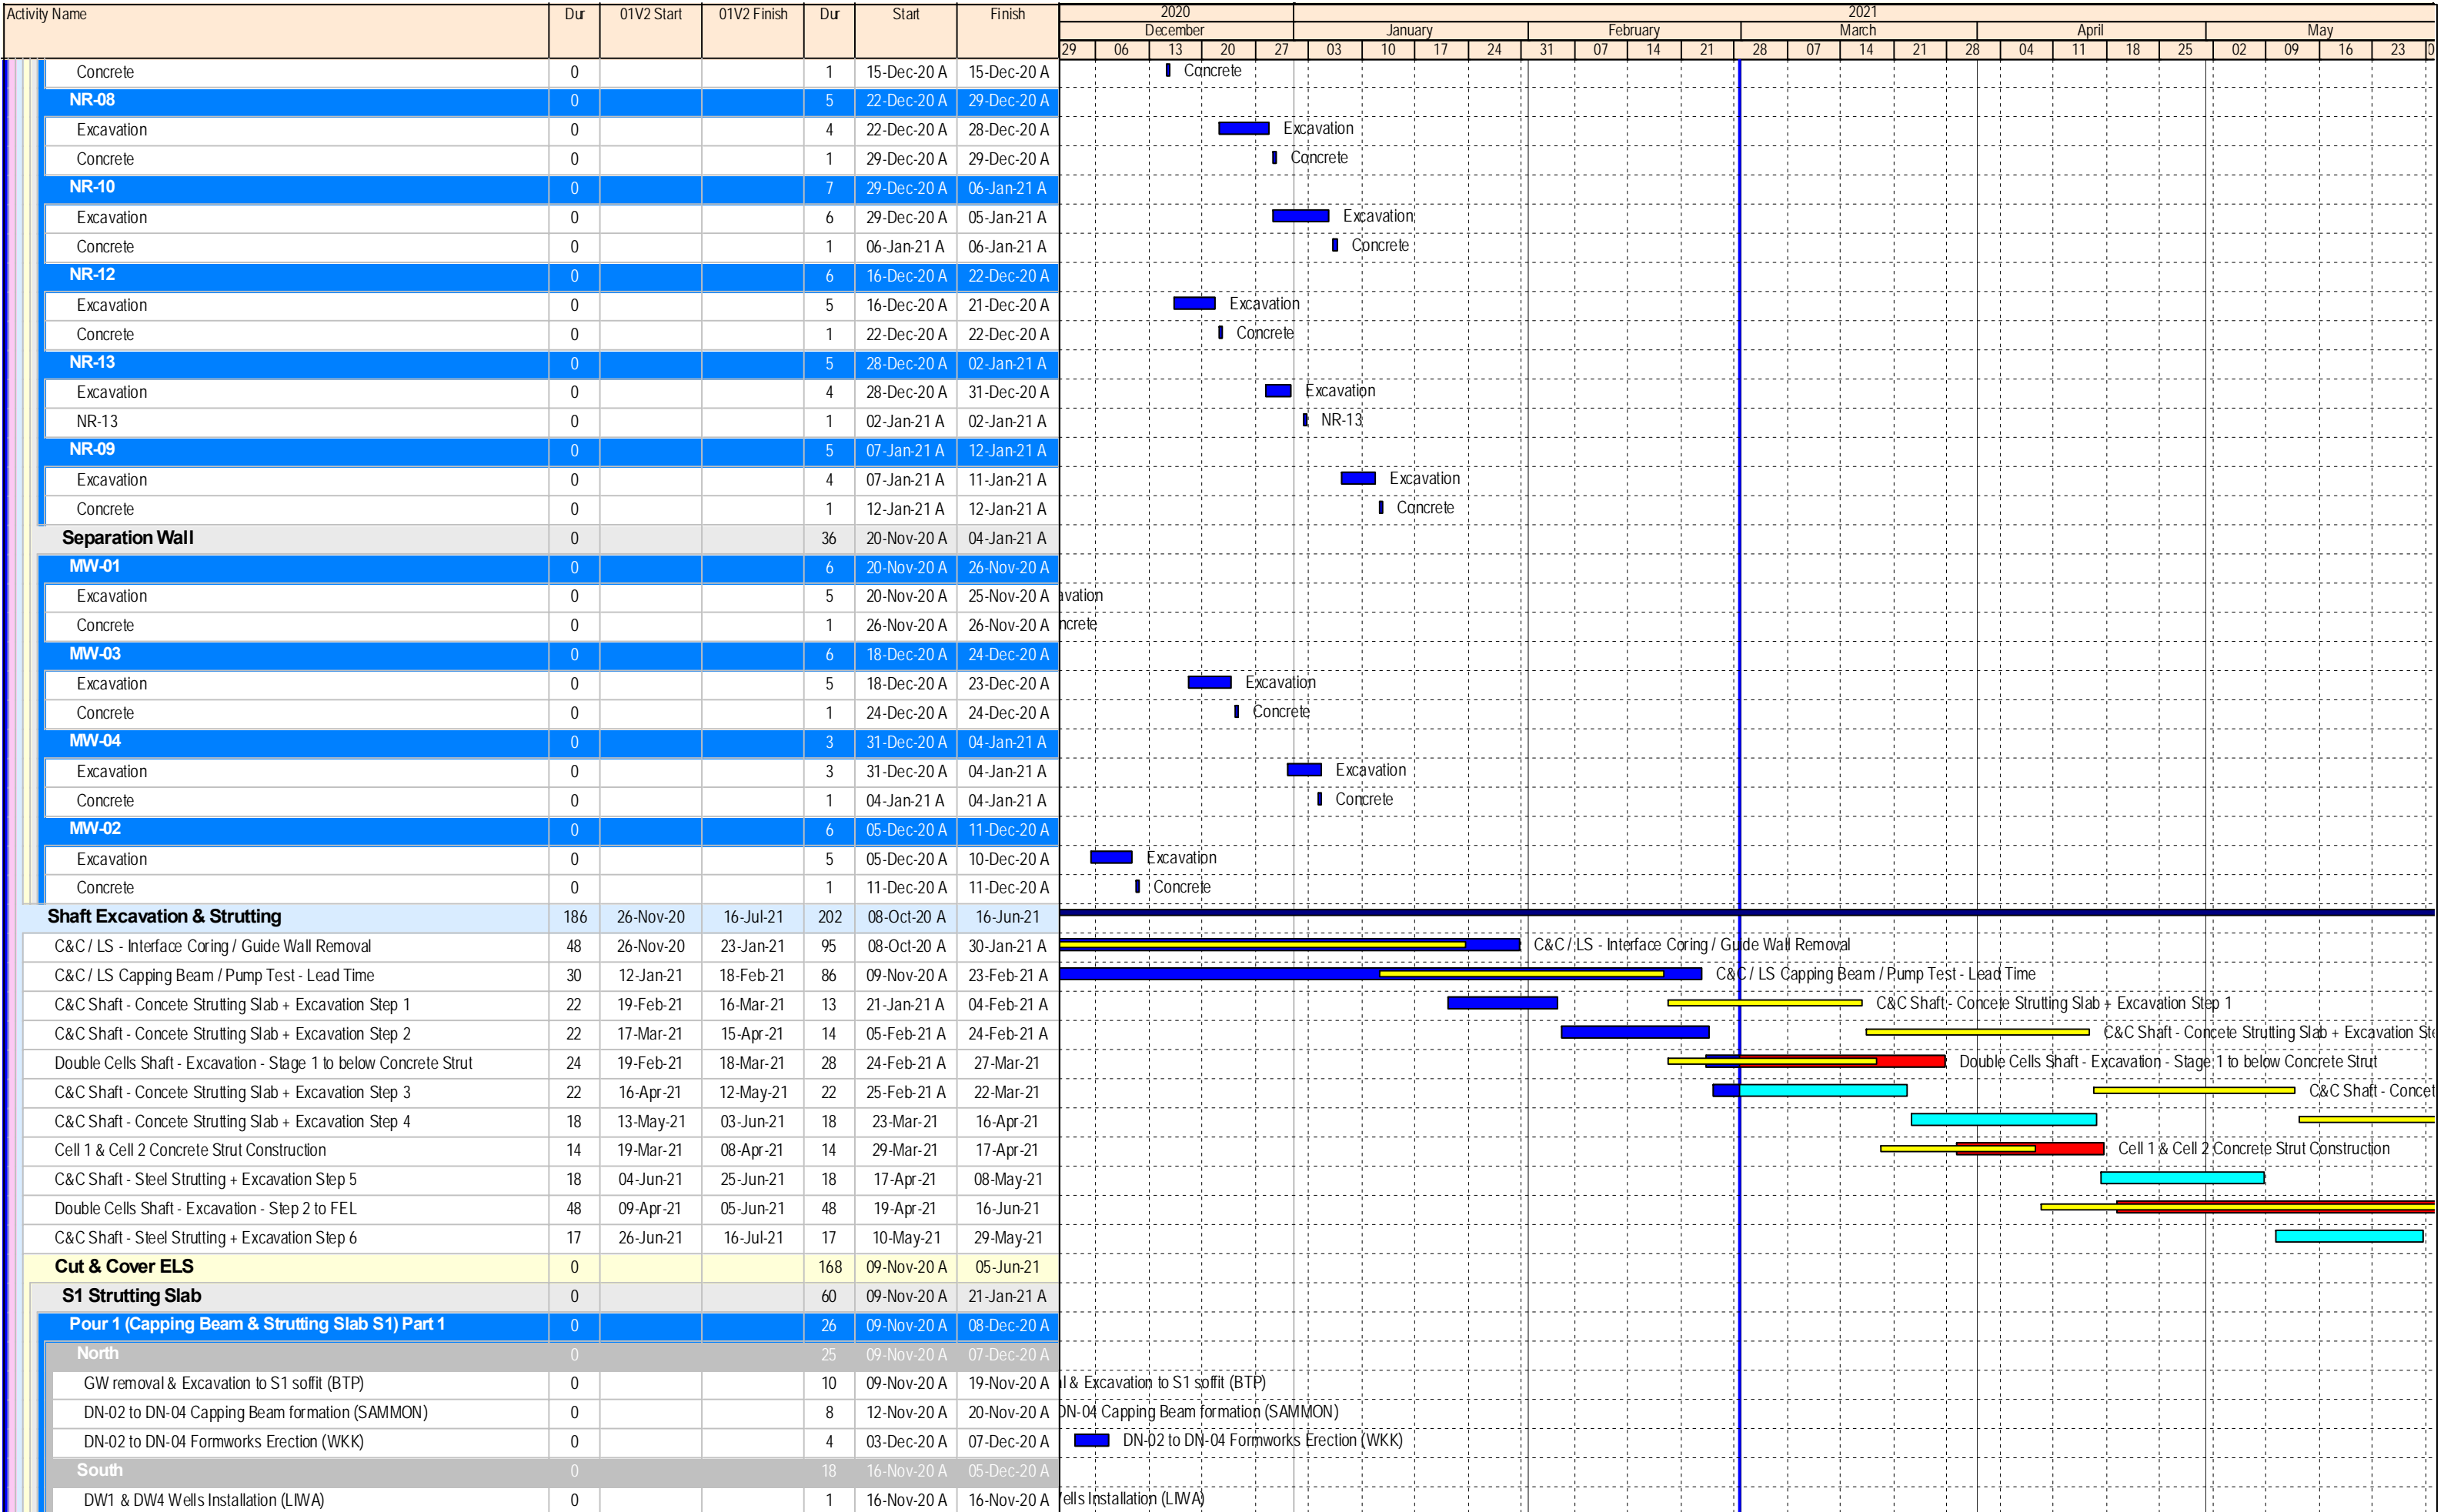 Activity Name Dur 01V2 Start 01V2 Finish Dur Start Finish 2020 2021
December January February March April May
29 06 13 20 27 03 10 17 24 31 07 14 21 28 07 14 21 28 04 11 18 25 02 09 16 23
Concrete 0 1 15-Dec-20 A 15-Dec-20 A Concrete
NR-08 0 5 22-Dec-20 A 29-Dec-20 A
Excavation 0 4 22-Dec-20 A 28-Dec-20 A Excavation
Concrete 0 1 29-Dec-20 A 29-Dec-20 A Concrete
NR-10 0 7 29-Dec-20 A 06-Jan-21 A
Excavation 0 6 29-Dec-20 A 05-Jan-21 A Excavation
Concrete 0 1 06-Jan-21 A 06-Jan-21 A Concrete
NR-12 0 6 16-Dec-20 A 22-Dec-20 A
Excavation 0 5 16-Dec-20 A 21-Dec-20 A Excavation
Concrete 0 1 22-Dec-20 A 22-Dec-20 A Concrete
NR-13 0 5 28-Dec-20 A 02-Jan-21 A
Excavation 0 4 28-Dec-20 A 31-Dec-20 A Excavation
NR-13 0 1 02-Jan-21 A 02-Jan-21 A NR-13
NR-09 0 5 07-Jan-21 A 12-Jan-21 A
Excavation 0 4 07-Jan-21 A 11-Jan-21 A Excavation
Concrete 0 1 12-Jan-21 A 12-Jan-21 A Concrete
Separation Wall 0 36 20-Nov-20 A 04-Jan-21 A
MW-01 0 6 20-Nov-20 A 26-Nov-20 A
Excavation 0 5 20-Nov-20 A 25-Nov-20 A avation
Concrete 0 1 26-Nov-20 A 26-Nov-20 A ncrete
MW-03 0 6 18-Dec-20 A 24-Dec-20 A
Excavation 0 5 18-Dec-20 A 23-Dec-20 A Excavation
Concrete 0 1 24-Dec-20 A 24-Dec-20 A Concrete
MW-04 0 3 31-Dec-20 A 04-Jan-21 A
Excavation 0 3 31-Dec-20 A 04-Jan-21 A Excavation
Concrete 0 1 04-Jan-21 A 04-Jan-21 A Concrete
MW-02 0 6 05-Dec-20 A 11-Dec-20 A
Excavation 0 5 05-Dec-20 A 10-Dec-20 A Excavation
Concrete 0 1 11-Dec-20 A 11-Dec-20 A Concrete
Shaft Excavation & Strutting 186 26-Nov-20 16-Jul-21 202 08-Oct-20 A 16-Jun-21
C&C / LS - Interface Coring / Guide Wall Removal 48 26-Nov-20 23-Jan-21 95 08-Oct-20 A 30-Jan-21 A C&C / LS - Interface Coring / Guide Wall Removal
C&C / LS Capping Beam / Pump Test - Lead Time 30 12-Jan-21 18-Feb-21 86 09-Nov-20 A 23-Feb-21 A C&C / LS Capping Beam / Pump Test - Lead Time
C&C Shaft - Concete Strutting Slab + Excavation Step 1 22 19-Feb-21 16-Mar-21 13 21-Jan-21 A 04-Feb-21 A C&C Shaft - Concete Strutting Slab + Excavation Step 1
C&C Shaft - Concete Strutting Slab + Excavation Step 2 22 17-Mar-21 15-Apr-21 14 05-Feb-21 A 24-Feb-21 A C&C Shaft - Concete Strutting Slab + Excavation Ste
Double Cells Shaft - Excavation - Stage 1 to below Concrete Strut 24 19-Feb-21 18-Mar-21 28 24-Feb-21 A 27-Mar-21 Double Cells Shaft - Excavation - Stage 1 to below Concrete Strut
C&C Shaft - Concete Strutting Slab + Excavation Step 3 22 16-Apr-21 12-May-21 22 25-Feb-21 A 22-Mar-21 C&C Shaft - Concet
C&C Shaft - Concete Strutting Slab + Excavation Step 4 18 13-May-21 03-Jun-21 18 23-Mar-21 16-Apr-21
Cell 1 & Cell 2 Concrete Strut Construction 14 19-Mar-21 08-Apr-21 14 29-Mar-21 17-Apr-21 Cell 1 & Cell 2 Concrete Strut Construction
C&C Shaft - Steel Strutting + Excavation Step 5 18 04-Jun-21 25-Jun-21 18 17-Apr-21 08-May-21
Double Cells Shaft - Excavation - Step 2 to FEL 48 09-Apr-21 05-Jun-21 48 19-Apr-21 16-Jun-21
C&C Shaft - Steel Strutting + Excavation Step 6 17 26-Jun-21 16-Jul-21 17 10-May-21 29-May-21
Cut & Cover ELS 0 168 09-Nov-20 A 05-Jun-21
S1 Strutting Slab 0 60 09-Nov-20 A 21-Jan-21 A
Pour 1 (Capping Beam & Strutting Slab S1) Part 1 0 26 09-Nov-20 A 08-Dec-20 A
North 0 25 09-Nov-20 A 07-Dec-20 A
GW removal & Excavation to S1 soffit (BTP) 0 10 09-Nov-20 A 19-Nov-20 A l & Excavation to S1 soffit (BTP)
DN-02 to DN-04 Capping Beam formation (SAMMON) 0 8 12-Nov-20 A 20-Nov-20 A DN-04 Capping Beam formation (SAMMON)
DN-02 to DN-04 Formworks Erection (WKK) 0 4 03-Dec-20 A 07-Dec-20 A DN-02 to DN-04 Formworks Erection (WKK)
South 0 18 16-Nov-20 A 05-Dec-20 A
DW1 & DW4 Wells Installation (LIWA) 0 1 16-Nov-20 A 16-Nov-20 A ells Installation (LIWA)